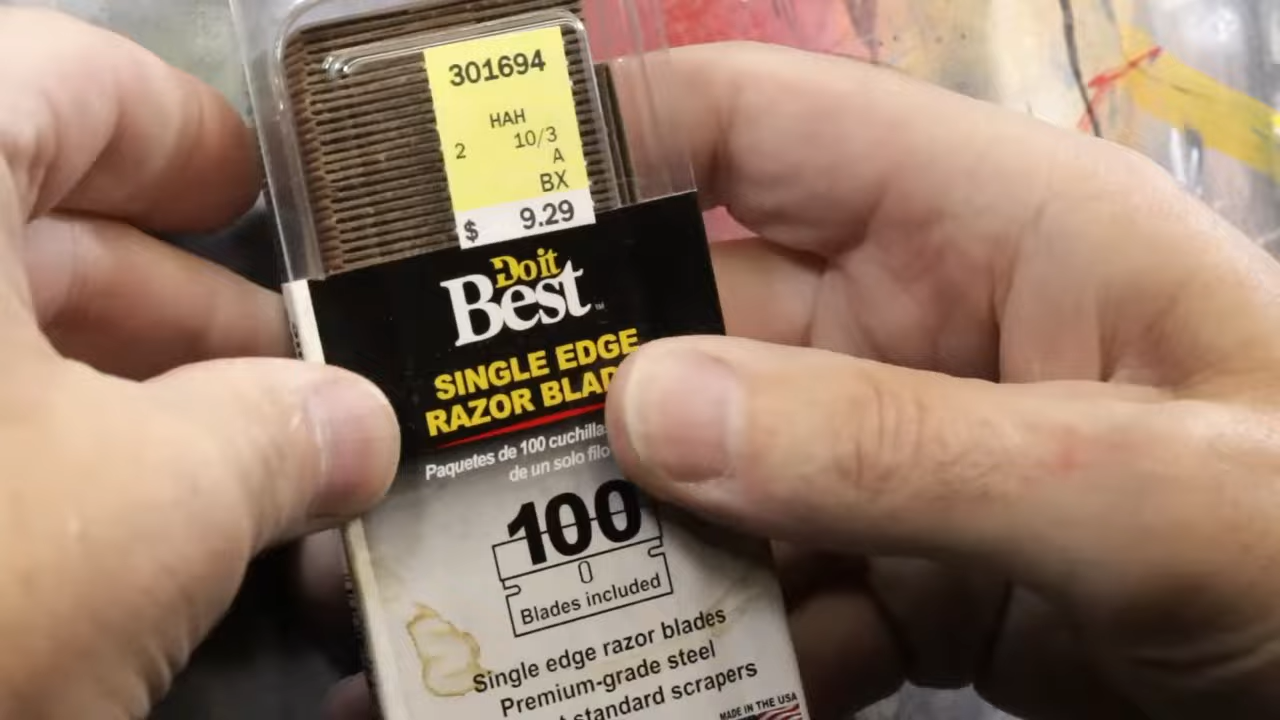 301694
HAH
2 10/3
A
BX
$ 9.29
Do it
Best
SINGLE EDGE
RAZOR
Paquetes de 100
de un solo filo
100
Blades included
Single edge razor blades
Premium-grade steel
standard scrapers
MADE IN THE USA